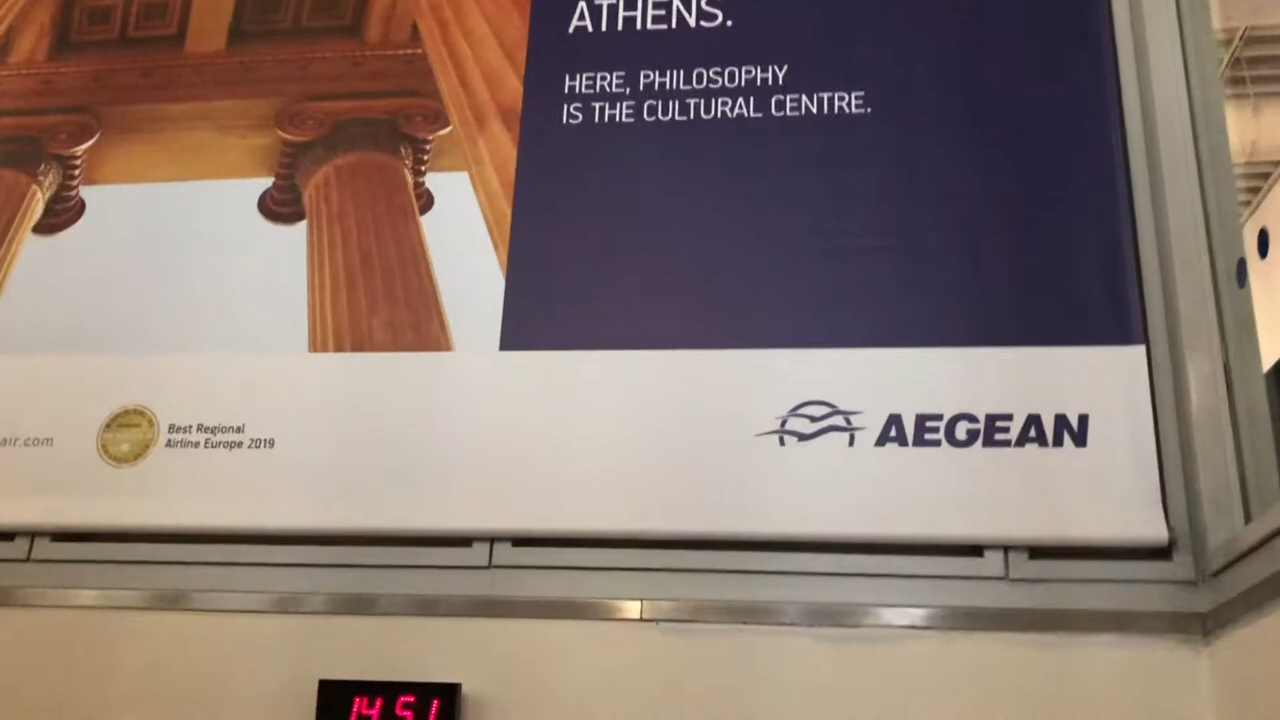 ATHENS.
HERE, PHILOSOPHY
IS THE CULTURAL CENTRE.
air.com
Best Regional
Airline Europe 2019
AEGEAN
14 51